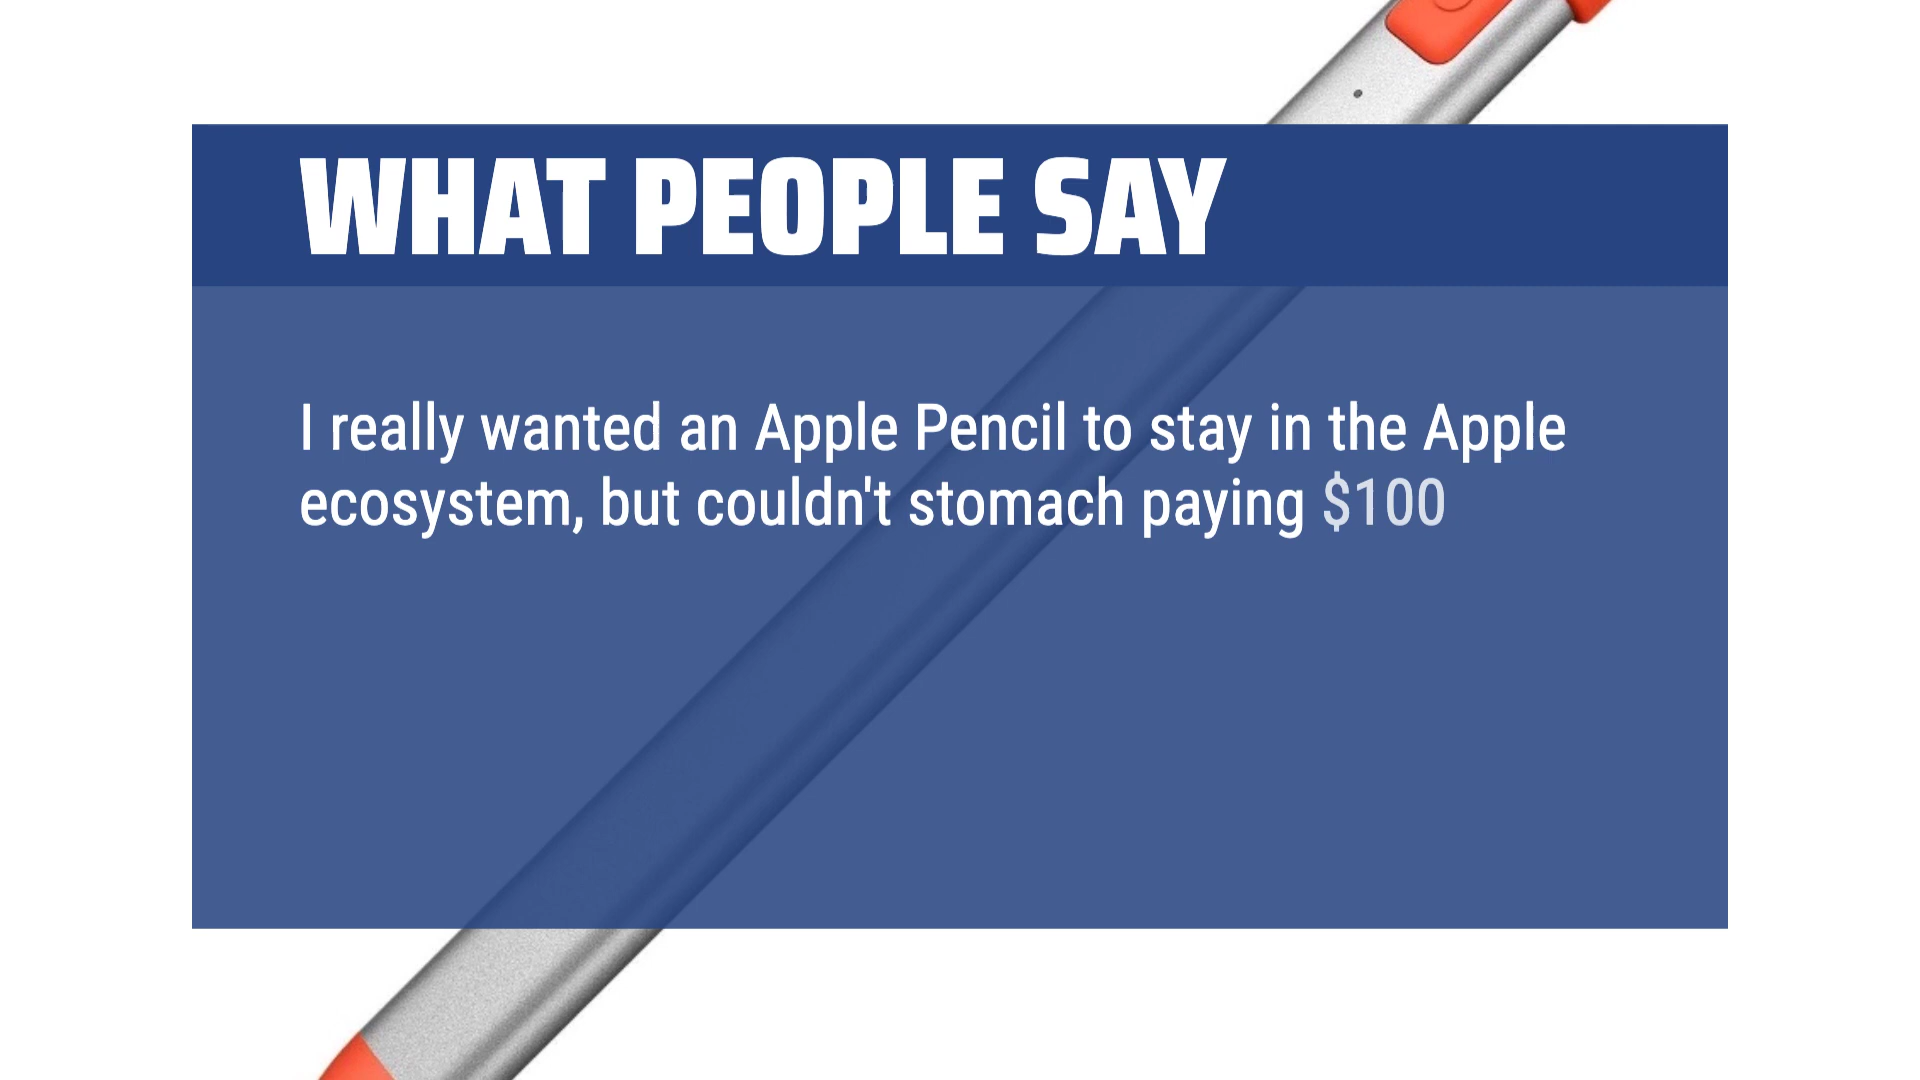 WHAT PEOPLE SAY
I really wanted an Apple Pencil to stay in the Apple
ecosystem, but couldn't stomach paying $100